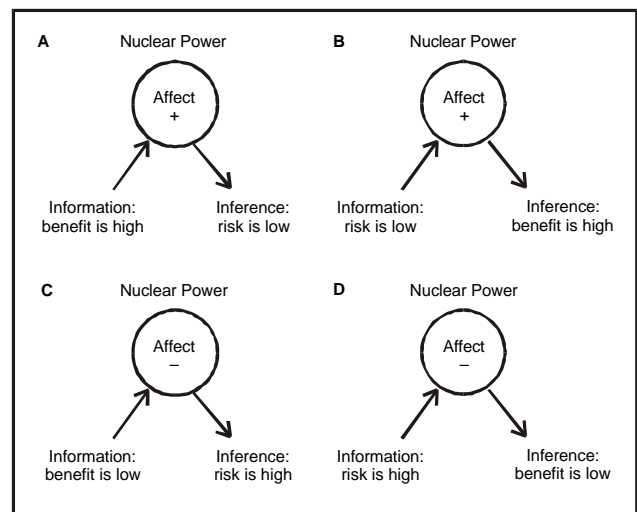 A
Nuclear Power
Affect
+
Information:
benefit is high
Inference:
risk is low
B
Nuclear Power
Affect
+
Information:
risk is low
Inference:
benefit is high
C
Nuclear Power
Affect
–
Information:
benefit is low
Inference:
risk is high
D
Nuclear Power
Affect
–
Information:
risk is high
Inference:
benefit is low